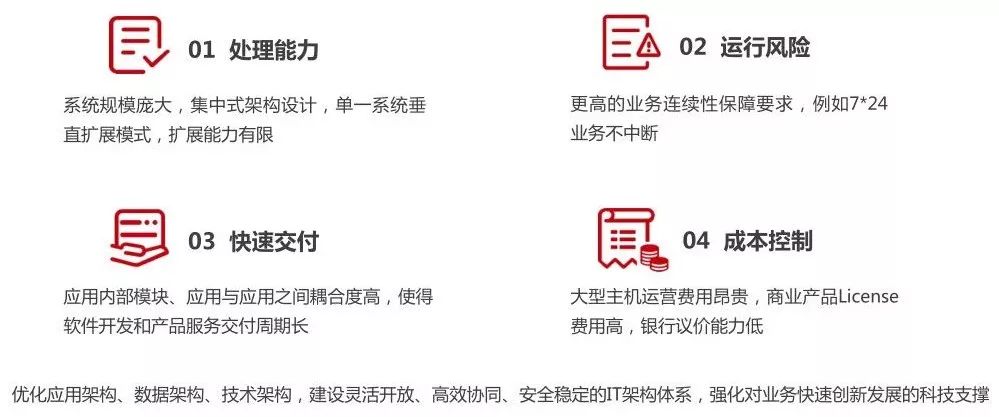 01 处理能力
系统规模庞大，集中式架构设计，单一系统垂
直扩展模式，扩展能力有限
02 运行风险
更高的业务连续性保障要求，例如7*24
业务不中断
03 快速交付
应用内部模块、应用与应用之间耦合度高，使得
软件开发和产品服务交付周期长
04 成本控制
大型主机运营费用昂贵，商业产品License
费用高，银行议价能力低
优化应用架构、数据架构、技术架构，建设灵活开放、高效协同、安全稳定的IT架构体系，强化对业务快速创新发展的科技支撑